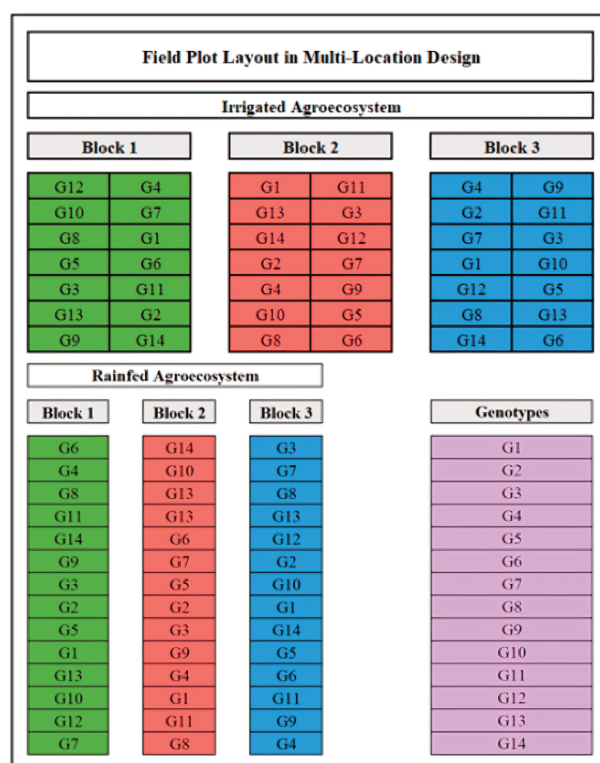 Field Plot Layout in Multi-Location Design
Irrigated Agroecosystem
Block 1 Block 2 Block 3
G12 G4 G1 G11 G4 G9
G10 G7 G13 G3 G2 G11
G8 G1 G14 G12 G7 G3
G5 G6 G2 G7 G1 G10
G3 G11 G4 G9 G12 G5
G13 G2 G10 G5 G8 G13
G9 G14 G8 G6 G14 G6
Rainfed Agroecosystem
Block 1 Block 2 Block 3 Genotypes
G6 G14 G3 G1
G4 G10 G7 G2
G8 G13 G8 G3
G11 G13 G13 G4
G14 G6 G12 G5
G9 G7 G2 G6
G3 G5 G10 G7
G2 G2 G1 G8
G5 G3 G14 G9
G1 G9 G5 G10
G13 G4 G6 G11
G10 G1 G11 G12
G12 G11 G9 G13
G7 G8 G4 G14